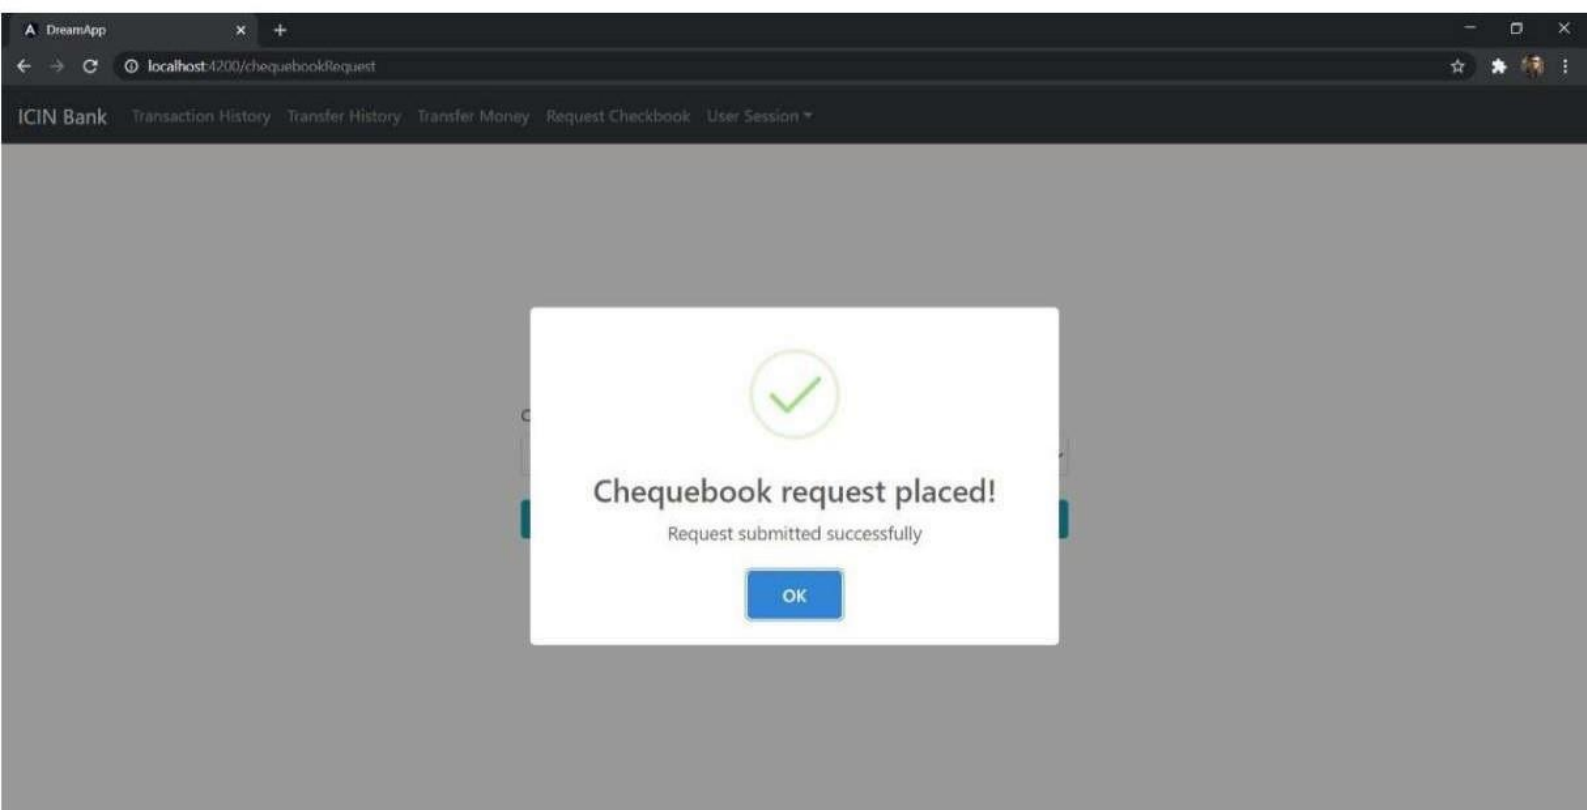 DreamApp
localhost:4200/chequebookRequest
ICIN Bank Transaction History Transfer History Transfer Money Request Checkbook User Session
C
Chequebook request placed!
Request submitted successfully
OK